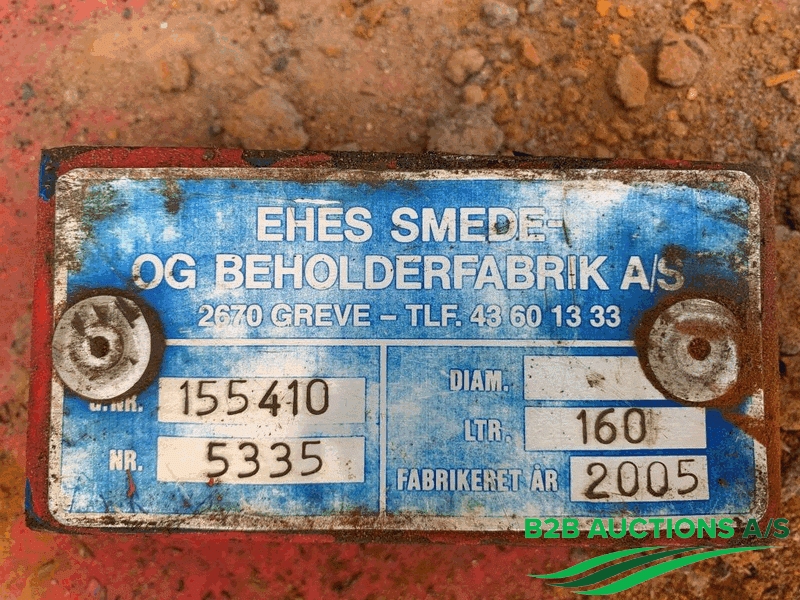 EHES SMEDE-
OG BEHOLDERFABRIK A/S
2670 GREVE - TLF. 43 60 13 33
155410
NR. 5335
DIAM.
LTR. 160
FABRIKERET ÅR 2005
B2B AUCTIONS A/S